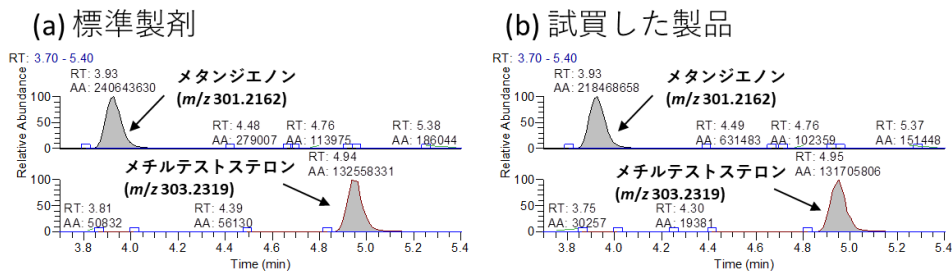 (a) 標準製剤
RT: 3.70 - 5.40
RT: 3.93
AA: 240643630
メタンジエノン
(m/z 301.2162)
RT: 4.48
AA: 279007
RT: 4.76
AA: 113975
RT: 5.38
AA: 186044
Relative Abundance
100
50
0
メチルテストステロン
(m/z 303.2319)
RT: 4.94
AA: 132558331
RT: 3.81
AA: 50832
RT: 4.39
AA: 56130
100
50
0
3.8 4.0 4.2 4.4 4.6 4.8 5.0 5.2 5.4
Time (min)
(b) 試買した製品
RT: 3.70 - 5.40
RT: 3.93
AA: 218468658
メタンジエノン
(m/z 301.2162)
RT: 4.49
AA: 631483
RT: 4.76
AA: 102359
RT: 5.37
AA: 151448
Relative Abundance
100
50
0
メチルテストステロン
(m/z 303.2319)
RT: 4.95
AA: 131705806
RT: 3.75
AA: 30257
RT: 4.30
AA: 19381
100
50
0
3.8 4.0 4.2 4.4 4.6 4.8 5.0 5.2 5.4
Time (min)